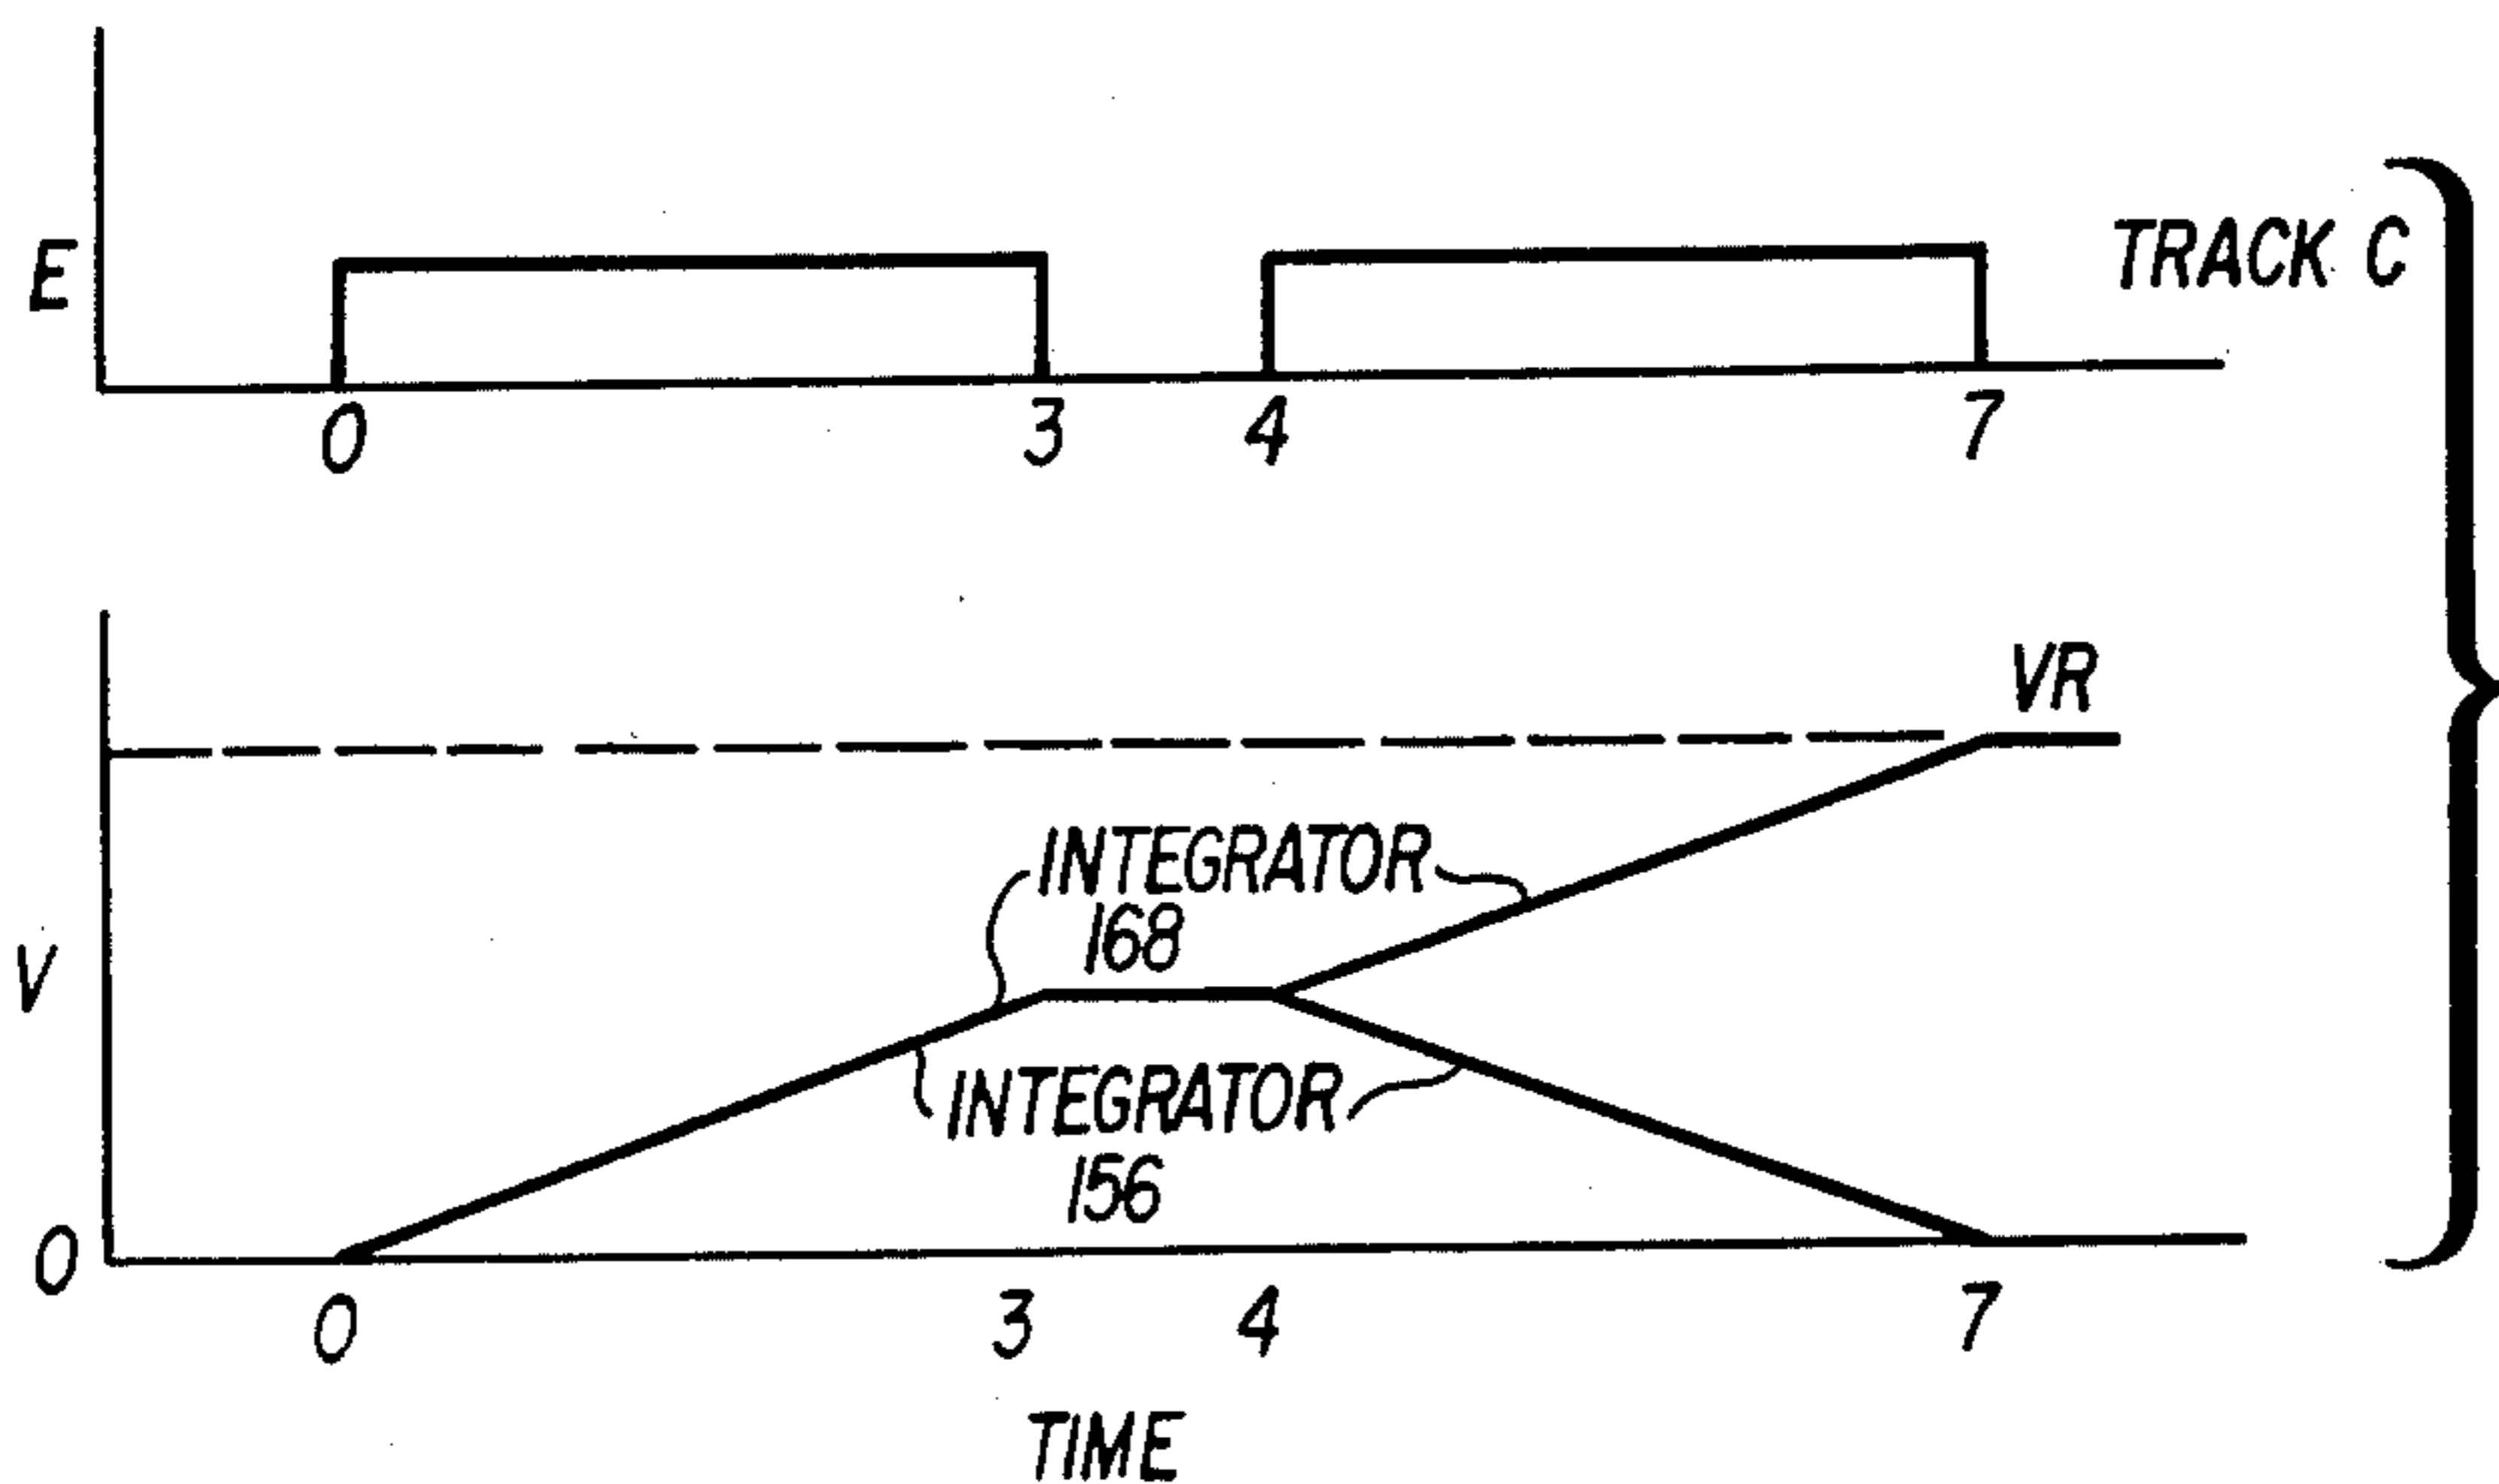 E
TRACK C
0 3 4 7
VR
INTEGRATOR
168
V
INTEGRATOR
156
0
0 3 4 7
TIME